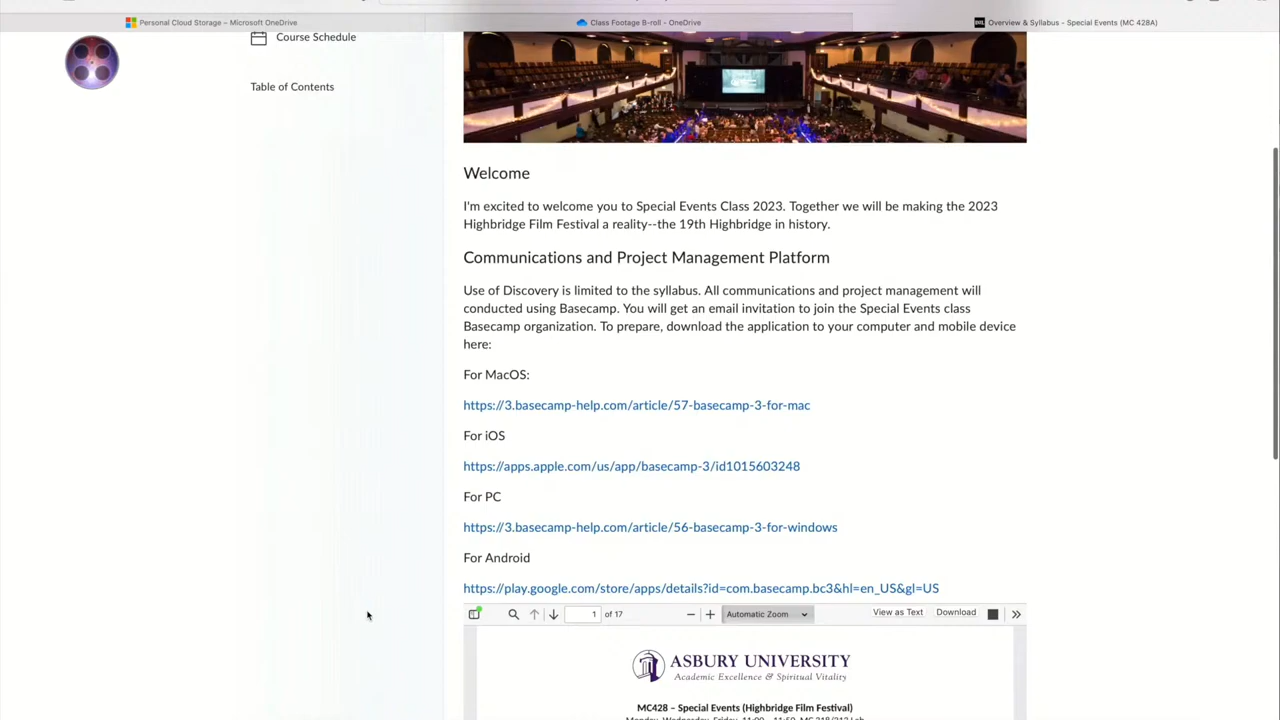 Personal Cloud Storage – Microsoft OneDrive
Class Footage B-roll - OneDrive
Overview & Syllabus - Special Events (MC 428A)
Course Schedule
Table of Contents
Welcome
I'm excited to welcome you to Special Events Class 2023. Together we will be making the 2023
Highbridge Film Festival a reality--the 19th Highbridge in history.
Communications and Project Management Platform
Use of Discovery is limited to the syllabus. All communications and project management will
conducted using Basecamp. You will get an email invitation to join the Special Events class
Basecamp organization. To prepare, download the application to your computer and mobile device
here:
For MacOS:
https://3.basecamp-help.com/article/57-basecamp-3-for-mac
For iOS
https://apps.apple.com/us/app/basecamp-3/id1015603248
For PC
https://3.basecamp-help.com/article/56-basecamp-3-for-windows
For Android
https://play.google.com/store/apps/details?id=com.basecamp.bc3&hl=en_US&gl=US
1 of 17
Automatic Zoom
View as Text
Download
ASBURY UNIVERSITY
Academic Excellence & Spiritual Vitality
MC428 – Special Events (Highbridge Film Festival)